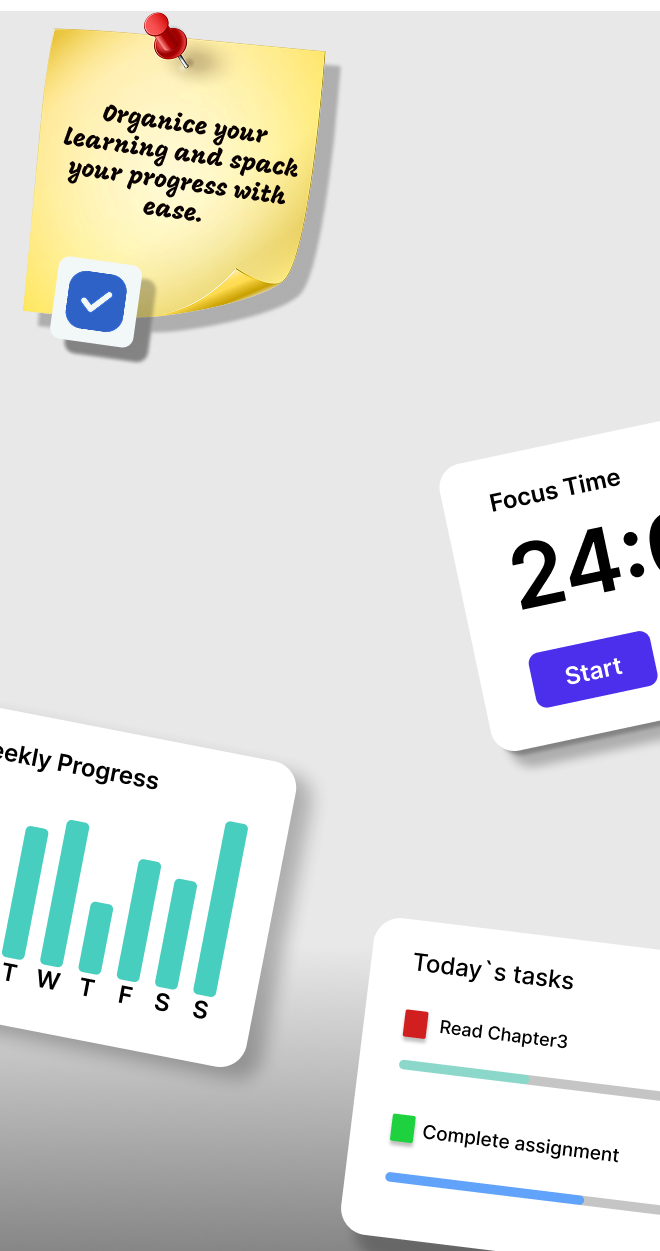 Organice your
learning and spack
your progress with
ease.
Focus Time
24:
Start
eekly Progress
T W T F S S
Today`s tasks
Read Chapter3
Complete assignment